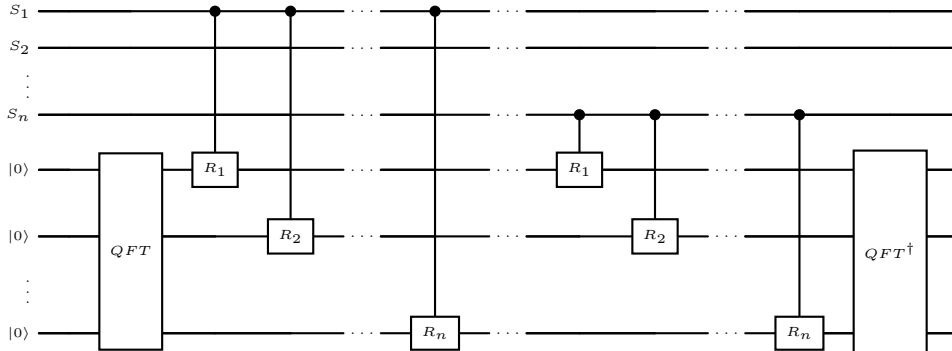 S₁ ··· ··· ···
S₂ ··· ··· ···
⋮
Sₙ ··· ··· ···
|0⟩ R₁ ··· ··· R₁ ···
|0⟩ QFT R₂ ··· ··· R₂ ··· QFT†
⋮
|0⟩ ··· Rₙ ··· ··· Rₙ